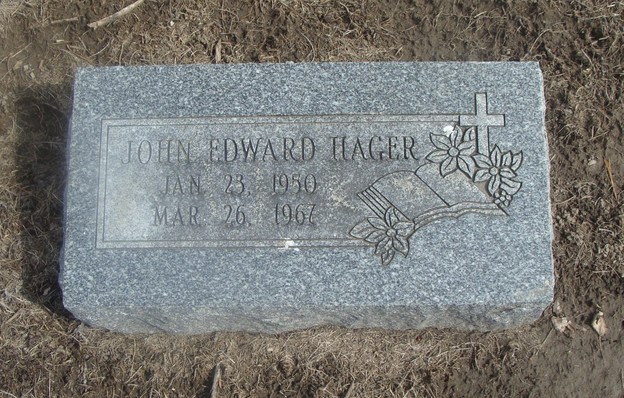 JOHN EDWARD HAGER
JAN 23, 1950
MAR 26, 1967